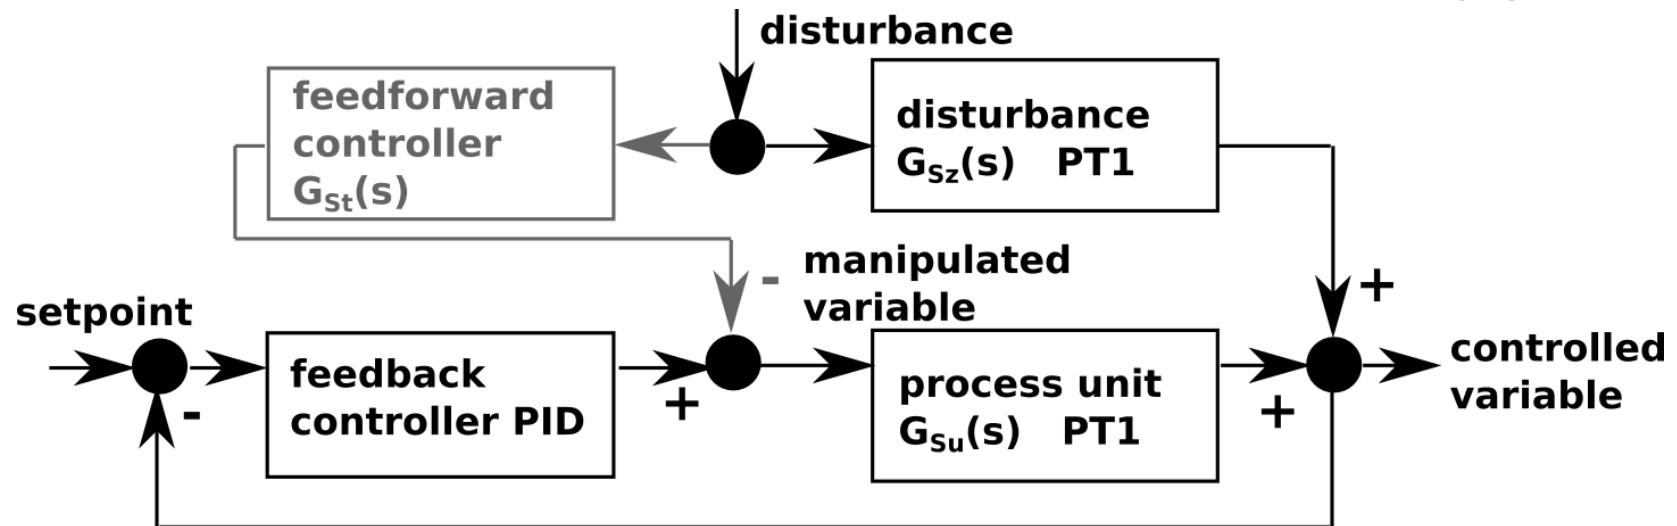 disturbance
feedforward
controller
G_St(s)
disturbance
G_Sz(s) PT1
-
manipulated
variable
+
setpoint
-
feedback
controller PID
+
process unit
G_Su(s) PT1
+
controlled
variable